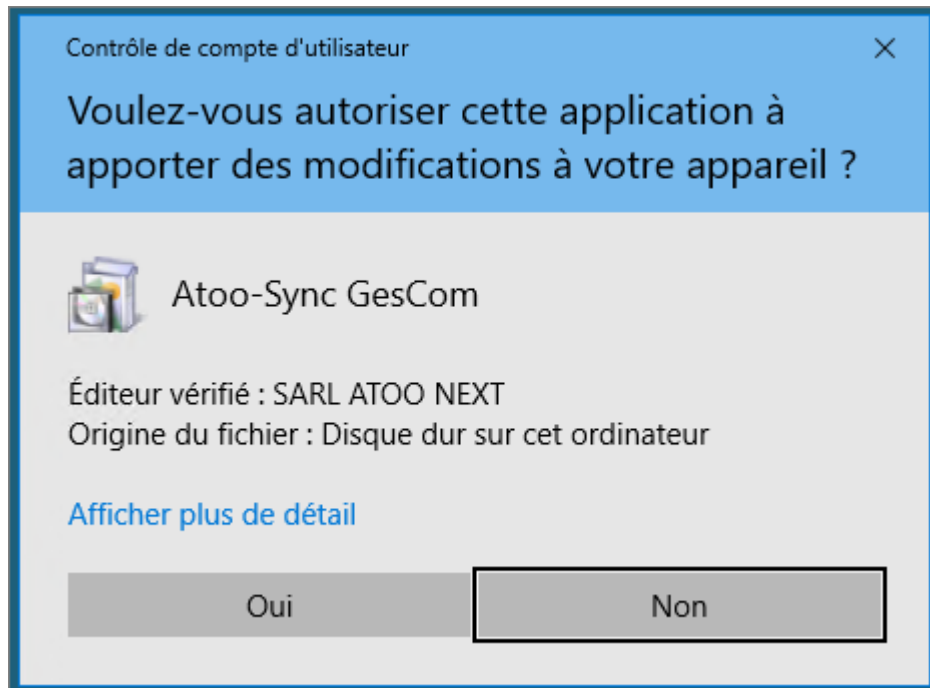 Contrôle de compte d'utilisateur
Voulez-vous autoriser cette application à
apporter des modifications à votre appareil ?
Atoo-Sync GesCom
Éditeur vérifié : SARL ATOO NEXT
Origine du fichier : Disque dur sur cet ordinateur
Afficher plus de détail
Oui
Non